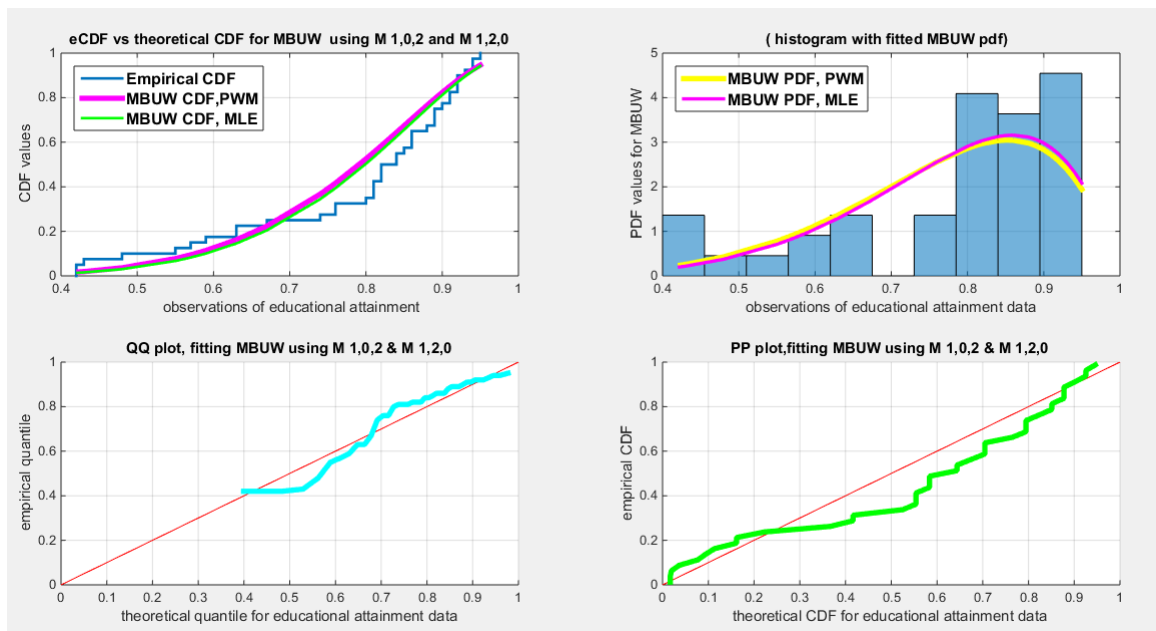 eCDF vs theoretical CDF for MBUW using M 1,0,2 and M 1,2,0
CDF values
1
0.8
0.6
0.4
0.2
0
Empirical CDF
MBUW CDF,PWM
MBUW CDF, MLE
0.4 0.5 0.6 0.7 0.8 0.9 1
observations of educational attainment
( histogram with fitted MBUW pdf)
PDF values for MBUW
5
4
3
2
1
0
MBUW PDF, PWM
MBUW PDF, MLE
0.4 0.5 0.6 0.7 0.8 0.9 1
observations of educational attainment data
QQ plot, fitting MBUW using M 1,0,2 & M 1,2,0
empirical quantile
1
0.8
0.6
0.4
0.2
0
0 0.1 0.2 0.3 0.4 0.5 0.6 0.7 0.8 0.9 1
theoretical quantile for educational attainment data
PP plot,fitting MBUW using M 1,0,2 & M 1,2,0
empirical CDF
1
0.8
0.6
0.4
0.2
0
0 0.1 0.2 0.3 0.4 0.5 0.6 0.7 0.8 0.9 1
theoretical CDF for educational attainment data